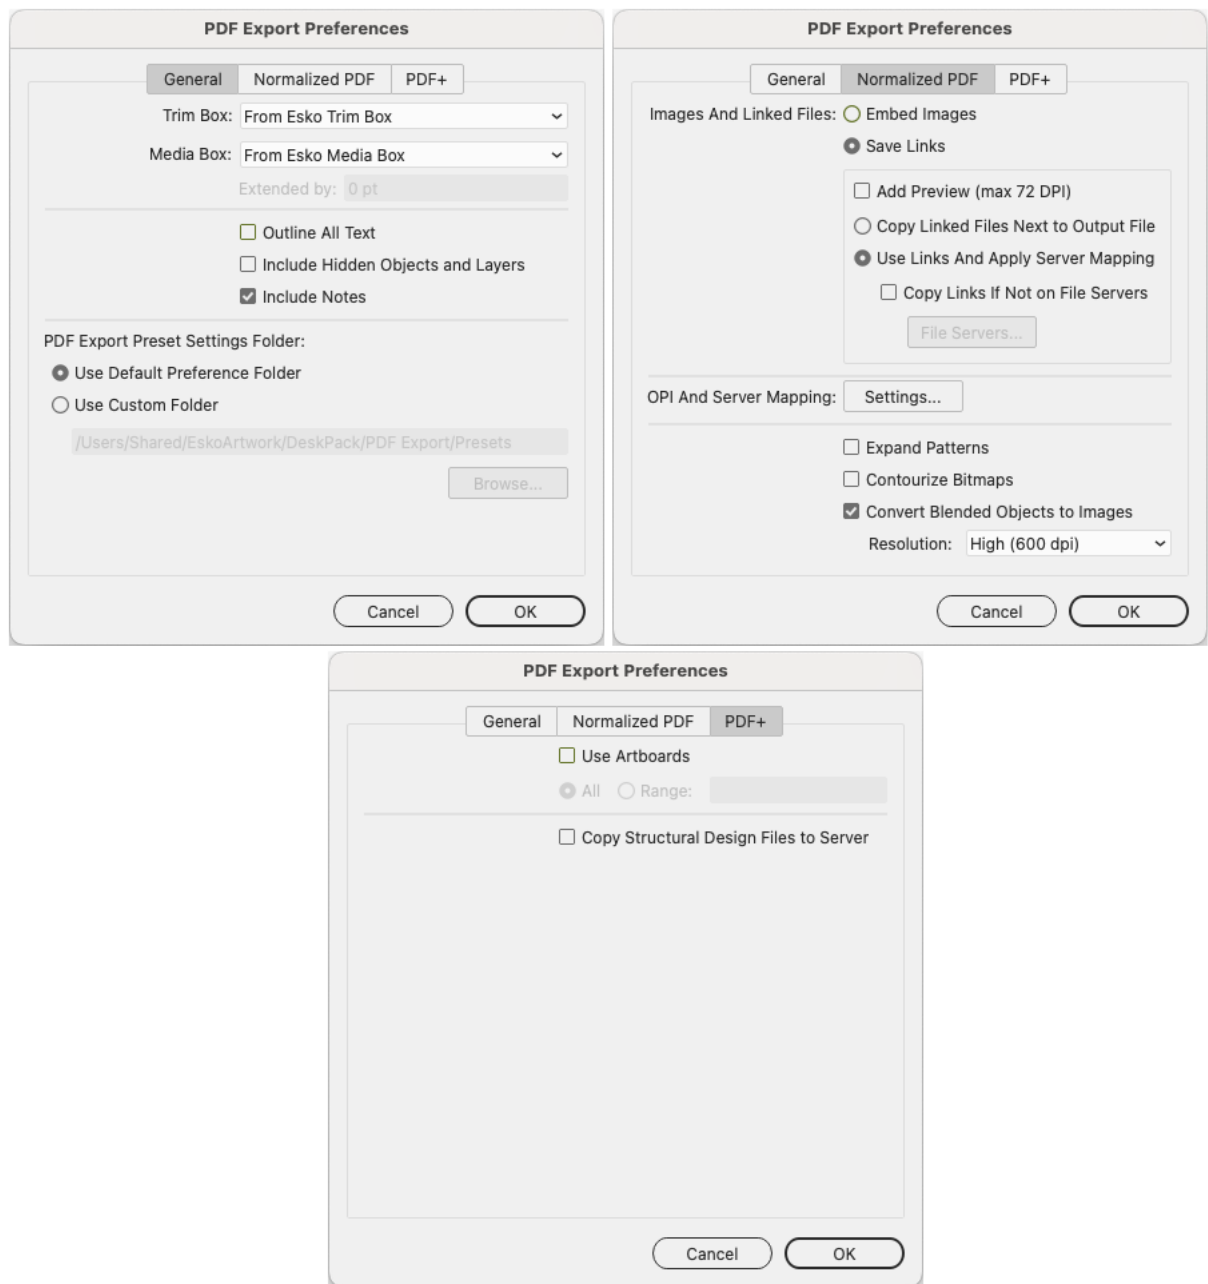 PDF Export Preferences
General Normalized PDF PDF+
Trim Box: From Esko Trim Box
Media Box: From Esko Media Box
Extended by: 0 pt
Outline All Text
Include Hidden Objects and Layers
Include Notes
PDF Export Preset Settings Folder:
Use Default Preference Folder
Use Custom Folder
/Users/Shared/EskoArtwork/DeskPack/PDF Export/Presets
Browse...
Cancel OK
PDF Export Preferences
General Normalized PDF PDF+
Images And Linked Files: Embed Images
Save Links
Add Preview (max 72 DPI)
Copy Linked Files Next to Output File
Use Links And Apply Server Mapping
Copy Links If Not on File Servers
File Servers...
OPI And Server Mapping: Settings...
Expand Patterns
Contourize Bitmaps
Convert Blended Objects to Images
Resolution: High (600 dpi)
Cancel OK
PDF Export Preferences
General Normalized PDF PDF+
Use Artboards
All Range:
Copy Structural Design Files to Server
Cancel OK